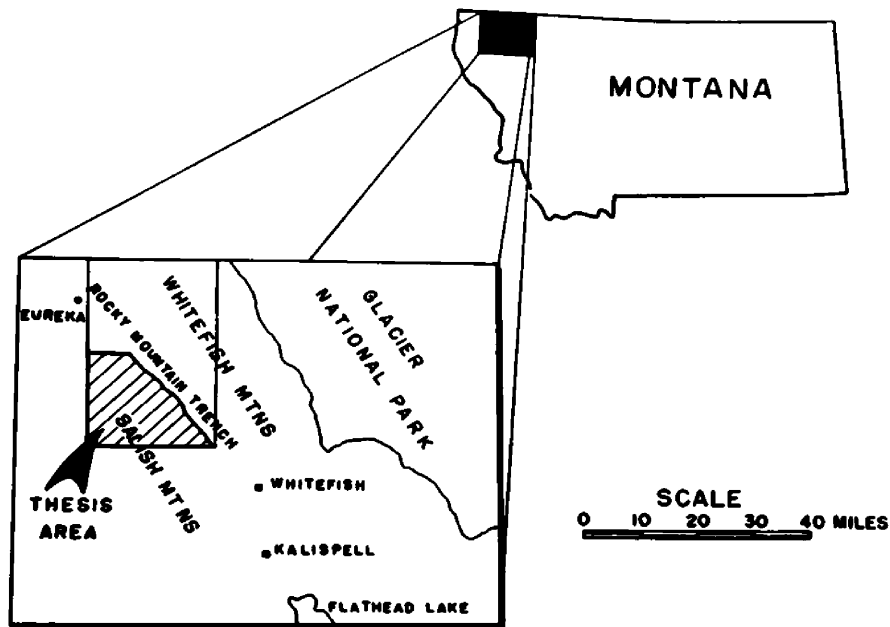 MONTANA
GLACIER
NATIONAL PARK
WHITEFISH MTNS
ROCKY MOUNTAIN TRENCH
EUREKA
SALISH MTNS
THESIS
AREA
WHITEFISH
KALISPELL
FLATHEAD LAKE
SCALE
0 10 20 30 40 MILES